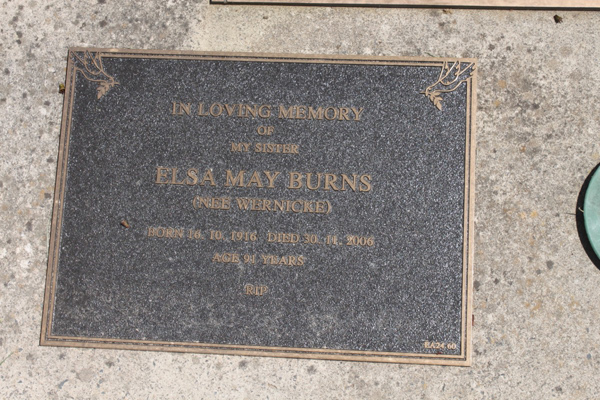 IN LOVING MEMORY
OF
MY SISTER
ELSA MAY BURNS
(NEE WERNICKE)
BORN 16. 10. 1916 DIED 30. 11. 2006
AGE 91 YEARS
RIP